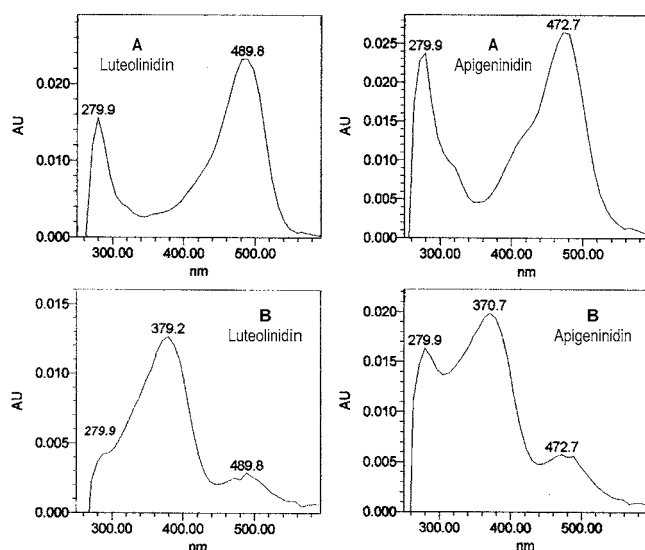 A
Luteolinidin
279.9
489.8
0.020
0.010
0.000
AU
300.00
400.00
500.00
nm
A
Apigeninidin
279.9
472.7
0.025
0.020
0.015
0.010
0.005
0.000
AU
300.00
400.00
500.00
nm
B
Luteolinidin
279.9
379.2
489.8
0.015
0.010
0.005
0.000
AU
300.00
400.00
500.00
nm
B
Apigeninidin
279.9
370.7
472.7
0.020
0.015
0.010
0.005
0.000
AU
300.00
400.00
500.00
nm